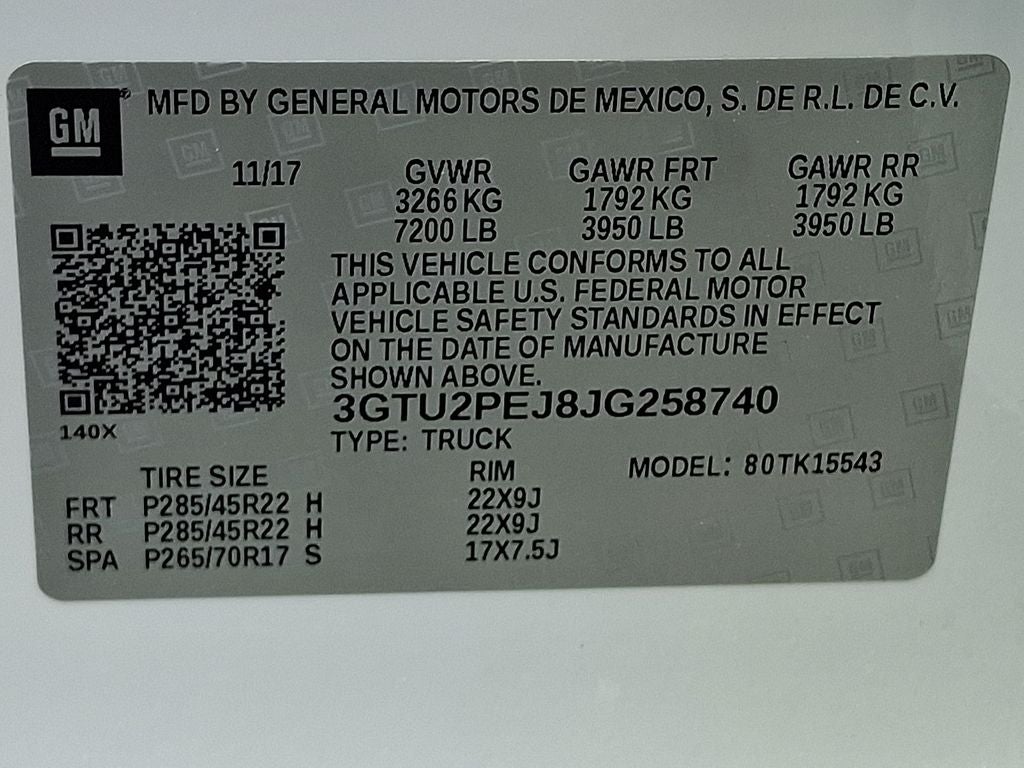 GM
MFD BY GENERAL MOTORS DE MEXICO, S. DE R.L. DE C.V.
11/17 GVWR GAWR FRT GAWR RR
3266 KG 1792 KG 1792 KG
7200 LB 3950 LB 3950 LB
THIS VEHICLE CONFORMS TO ALL
APPLICABLE U.S. FEDERAL MOTOR
VEHICLE SAFETY STANDARDS IN EFFECT
ON THE DATE OF MANUFACTURE
SHOWN ABOVE.
3GTU2PEJ8JG258740
140X
TYPE: TRUCK
TIRE SIZE RIM MODEL: 80TK15543
FRT P285/45R22 H 22X9J
RR P285/45R22 H 22X9J
SPA P265/70R17 S 17X7.5J